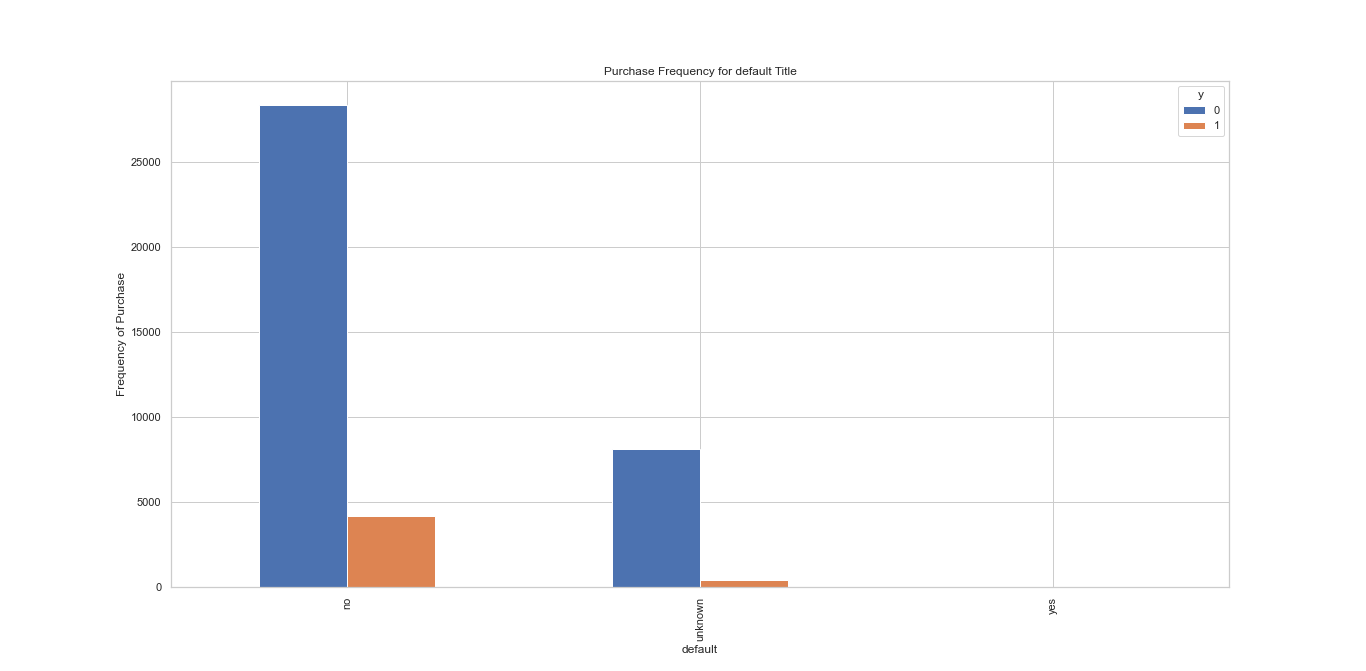 Purchase Frequency for default Title
y
0
1
Frequency of Purchase
25000
20000
15000
10000
5000
0
no
unknown
yes
default